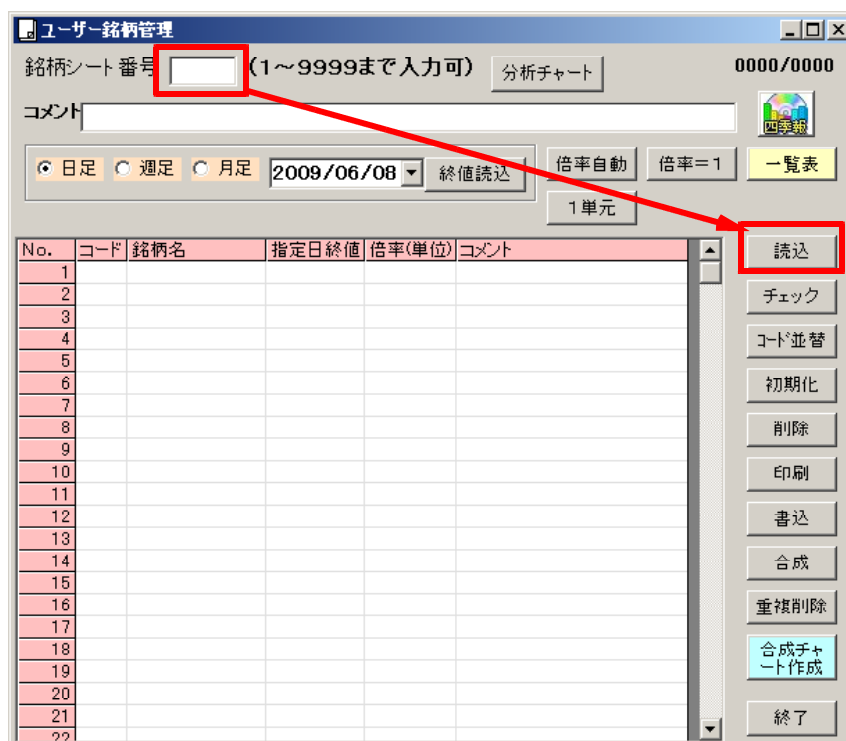 ユーザー銘柄管理
銘柄シート番号 (1～9999まで入力可) 分析チャート 0000/0000
コメント
四季報
日足 週足 月足 2009/06/08 終値読込 倍率自動 倍率＝1 一覧表
1単元
No. コード 銘柄名 指定日終値 倍率(単位) コメント 読込
1
2 チェック
3
4 コード並替
5
6 初期化
7
8 削除
9
10 印刷
11
12 書込
13
14 合成
15
16 重複削除
17
18 合成チャ
19 ート作成
20
21 終了
22